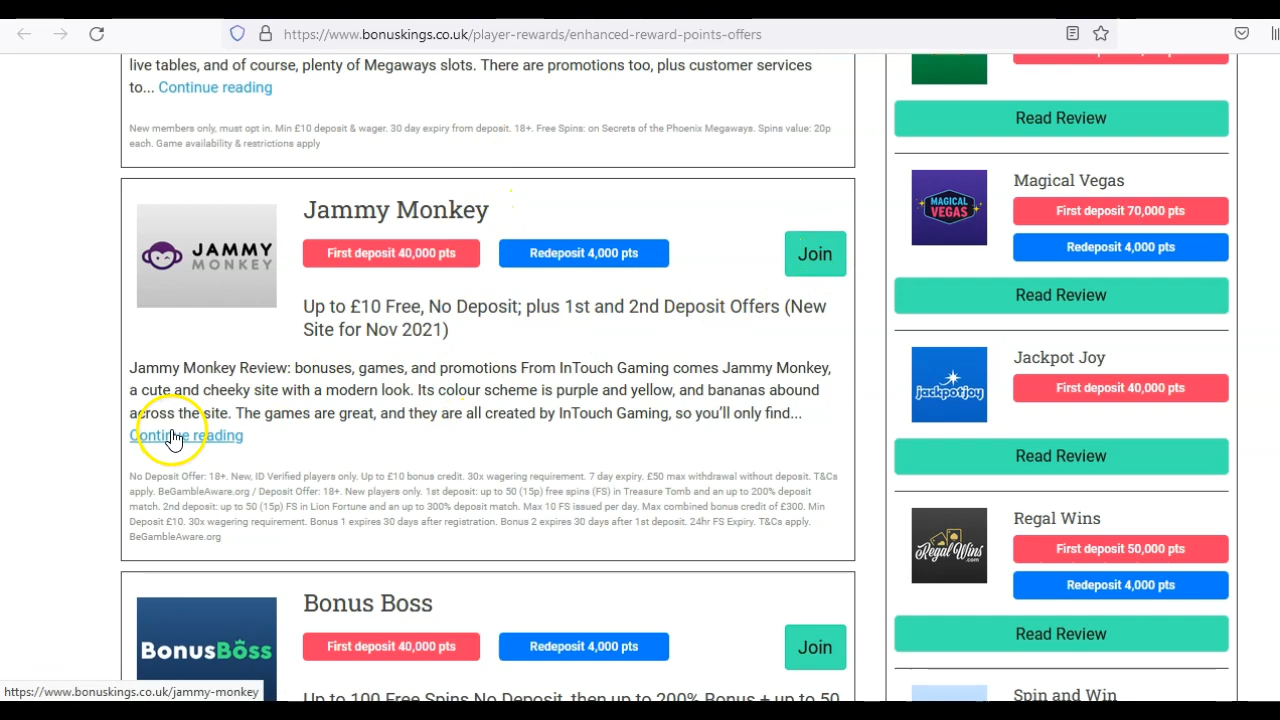 https://www.bonuskings.co.uk/player-rewards/enhanced-reward-points-offers
live tables, and of course, plenty of Megaways slots. There are promotions too, plus customer services
to... Continue reading
New members only, must opt in. Min £10 deposit & wager. 30 day expiry from deposit. 18+. Free Spins: on Secrets of the Phoenix Megaways. Spins value: 20p
each. Game availability & restrictions apply
Jammy Monkey
JAMMY
MONKEY
First deposit 40,000 pts
Redeposit 4,000 pts
Join
Up to £10 Free, No Deposit; plus 1st and 2nd Deposit Offers (New
Site for Nov 2021)
Jammy Monkey Review: bonuses, games, and promotions From InTouch Gaming comes Jammy Monkey,
a cute and cheeky site with a modern look. Its colour scheme is purple and yellow, and bananas abound
across the site. The games are great, and they are all created by InTouch Gaming, so you'll only find...
Continue reading
No Deposit Offer: 18+. New, ID Verified players only. Up to £10 bonus credit. 30x wagering requirement. 7 day expiry. £50 max withdrawal without deposit. T&Cs
apply. BeGambleAware.org / Deposit Offer: 18+. New players only. 1st deposit: up to 50 (15p) free spins (FS) in Treasure Tomb and an up to 200% deposit
match. 2nd deposit: up to 50 (15p) FS in Lion Fortune and an up to 300% deposit match. Max 10 FS issued per day. Max combined bonus credit of £300. Min
Deposit £10. 30x wagering requirement. Bonus 1 expires 30 days after registration. Bonus 2 expires 30 days after 1st deposit. 24hr FS Expiry. T&Cs apply.
BeGambleAware.org
Bonus Boss
BONUSBOSS
First deposit 40,000 pts
Redeposit 4,000 pts
Join
Up to 100 Free Spins No Deposit, then up to 200% Bonus + up to 50
https://www.bonuskings.co.uk/jammy-monkey
Read Review
Magical Vegas
MAGICAL
VEGAS
First deposit 70,000 pts
Redeposit 4,000 pts
Read Review
Jackpot Joy
jackpotjoy
First deposit 40,000 pts
Read Review
Regal Wins
Regal Wins
.com
First deposit 50,000 pts
Redeposit 4,000 pts
Read Review
Spin and Win